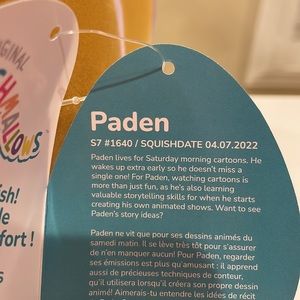 IGINAL
HMALLOWS
ish!
le
fort !
s
Paden
S7 #1640 / SQUISHDATE 04.07.2022
Paden lives for Saturday morning cartoons. He
wakes up extra early so he doesn't miss a
single one! For Paden, watching cartoons is
more than just fun, as he's also learning
valuable storytelling skills for when he starts
creating his own animated shows. Want to see
Paden's story ideas?
Paden ne vit que pour ses dessins animés du
samedi matin. Il se lève très tôt pour s'assurer
de n'en manquer aucun! Pour Paden, regarder
ses émissions est plus qu'amusant : il apprend
aussi de précieuses techniques de conteur,
qu'il utilisera lorsqu'il créera son propre dessin
animé! Aimerais-tu entendre les idées de récit